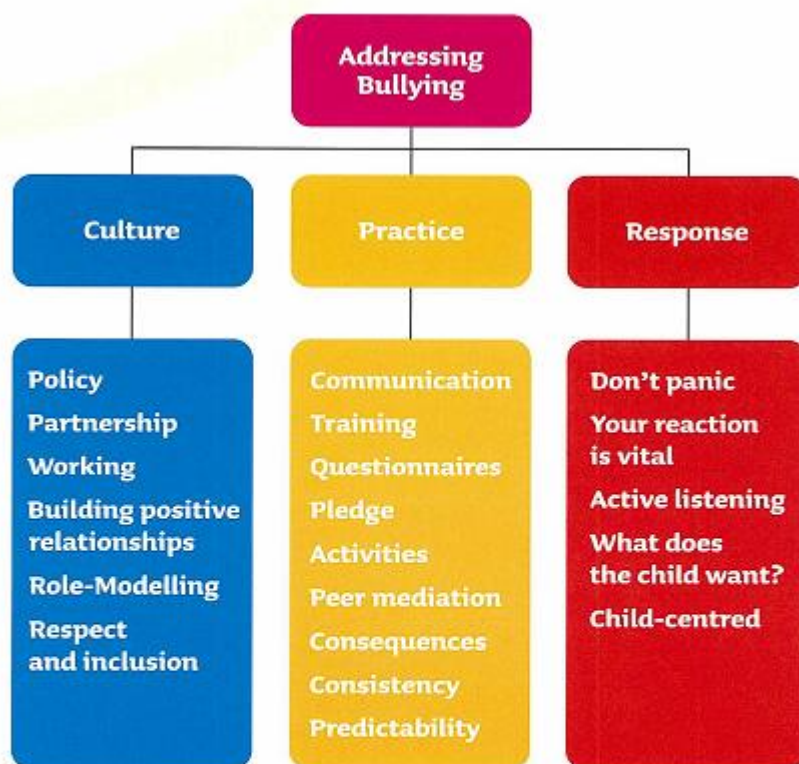 Addressing
Bullying
Culture
Practice
Response
Policy
Partnership
Working
Building positive
relationships
Role-Modelling
Respect
and inclusion
Communication
Training
Questionnaires
Pledge
Activities
Peer mediation
Consequences
Consistency
Predictability
Don't panic
Your reaction
is vital
Active listening
What does
the child want?
Child-centred